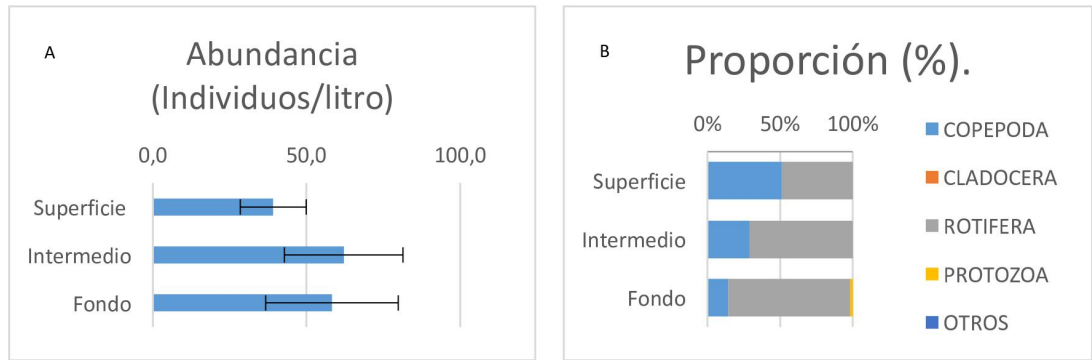 A
Abundancia
(Individuos/litro)
0,0 50,0 100,0
Superficie
Intermedio
Fondo
B
Proporción (%).
0% 50% 100%
Superficie
Intermedio
Fondo
COPEPODA
CLADOCERA
ROTIFERA
PROTOZOA
OTROS